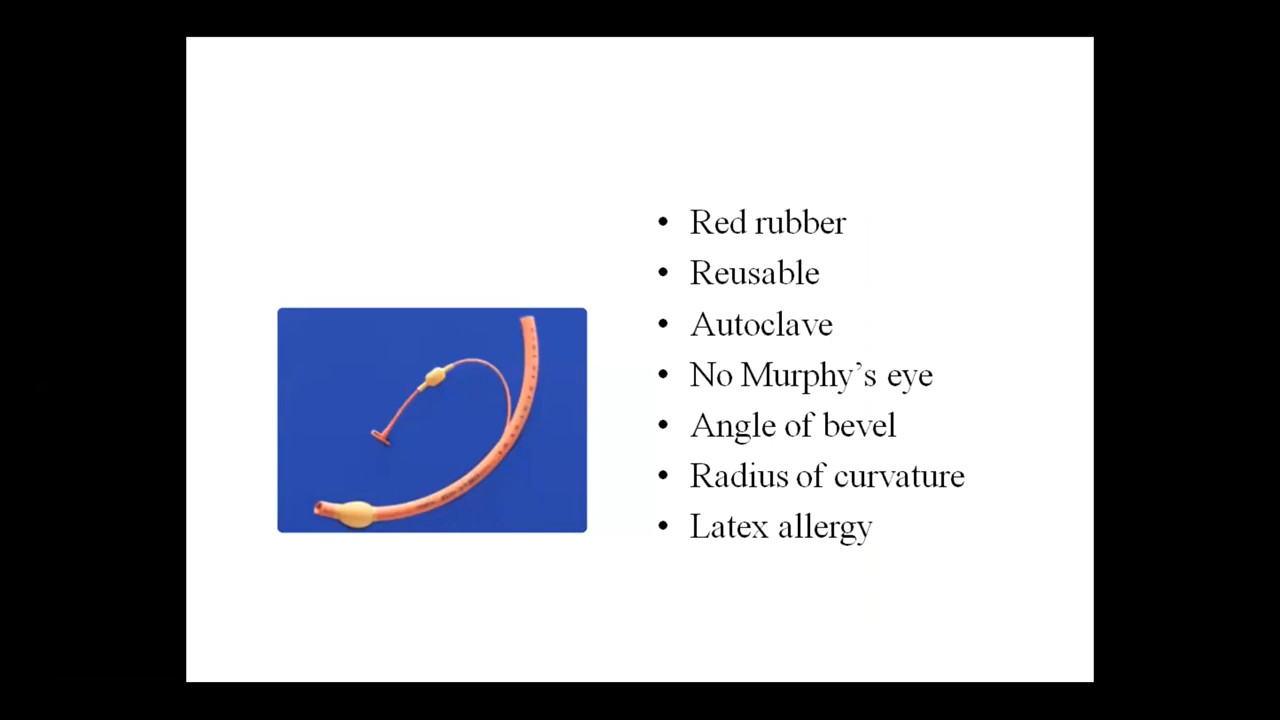 • Red rubber
• Reusable
• Autoclave
• No Murphy’s eye
• Angle of bevel
• Radius of curvature
• Latex allergy